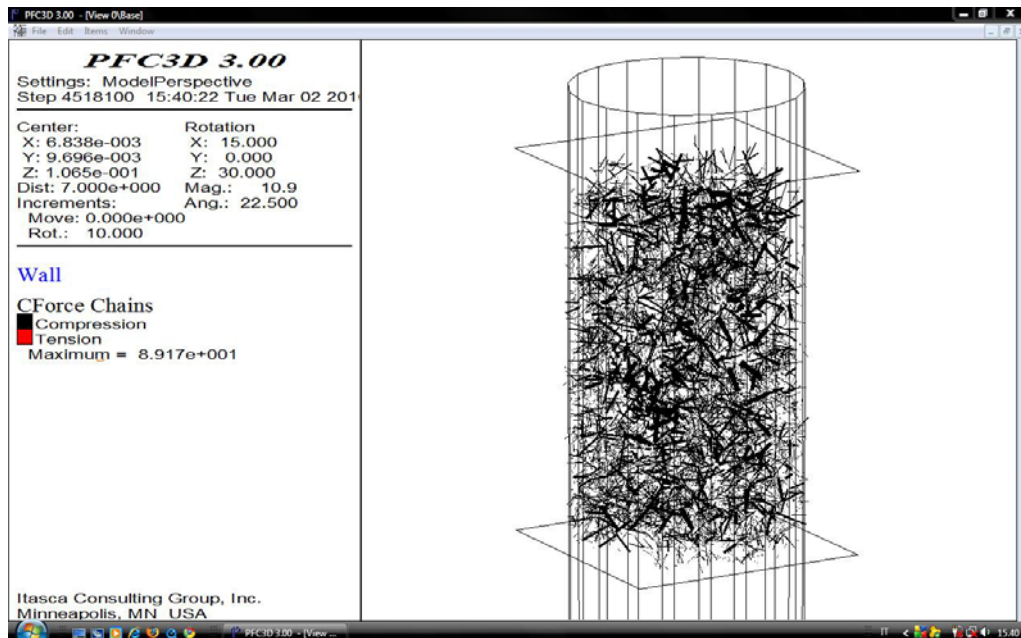 PFC3D 3.00 - [View 0\Base]
File Edit Items Window
PFC3D 3.00
Settings: ModelPerspective
Step 4518100 15:40:22 Tue Mar 02 201
Center: Rotation
X: 6.838e-003 X: 15.000
Y: 9.696e-003 Y: 0.000
Z: 1.065e-001 Z: 30.000
Dist: 7.000e+000 Mag.: 10.9
Increments: Ang.: 22.500
Move: 0.000e+000
Rot.: 10.000
Wall
CForce Chains
Compression
Tension
Maximum = 8.917e+001
Itasca Consulting Group, Inc.
Minneapolis, MN USA
PFC3D 3.00 - [View ...
IT
15.40